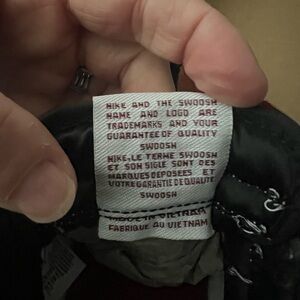 NIKE AND THE SWOOSH
NAME AND LOGO ARE
TRADEMARKS AND YOUR
GUARANTEE OF QUALITY
SWOOSH
NIKE, LE TERME SWOOSH
ET SON SIGLE SONT DES
MARQUES DEPOSEES ET
VOTRE GARANTIE DE QUALITE
SWOOSH
MADE IN VIETNAM
FABRIQUE AU VIETNAM